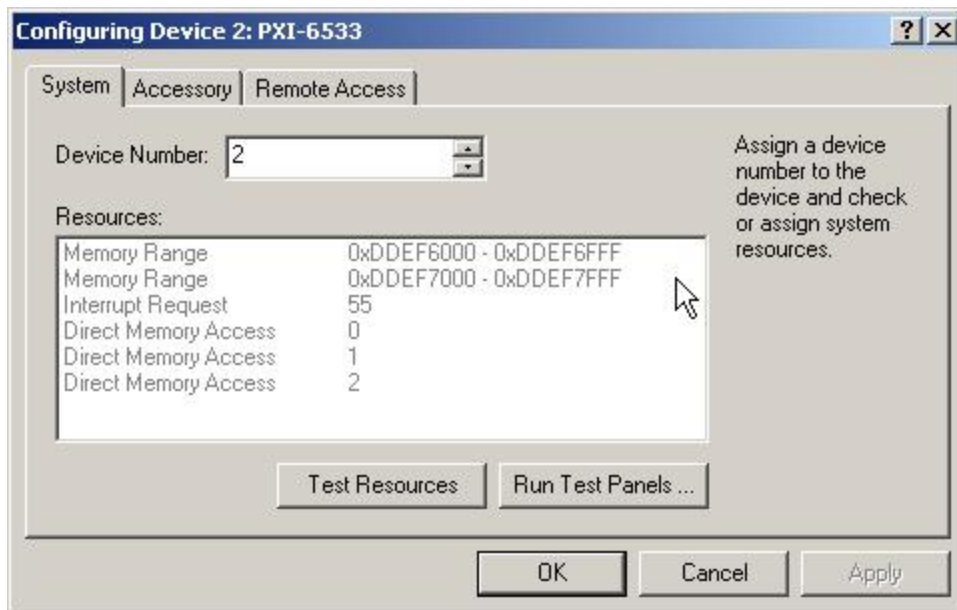 Configuring Device 2: PXI-6533
? X
System Accessory Remote Access
Device Number: 2
Assign a device
number to the
device and check
or assign system
resources.
Resources:
Memory Range 0xDDEF6000 - 0xDDEF6FFF
Memory Range 0xDDEF7000 - 0xDDEF7FFF
Interrupt Request 55
Direct Memory Access 0
Direct Memory Access 1
Direct Memory Access 2
Test Resources Run Test Panels ...
OK Cancel Apply